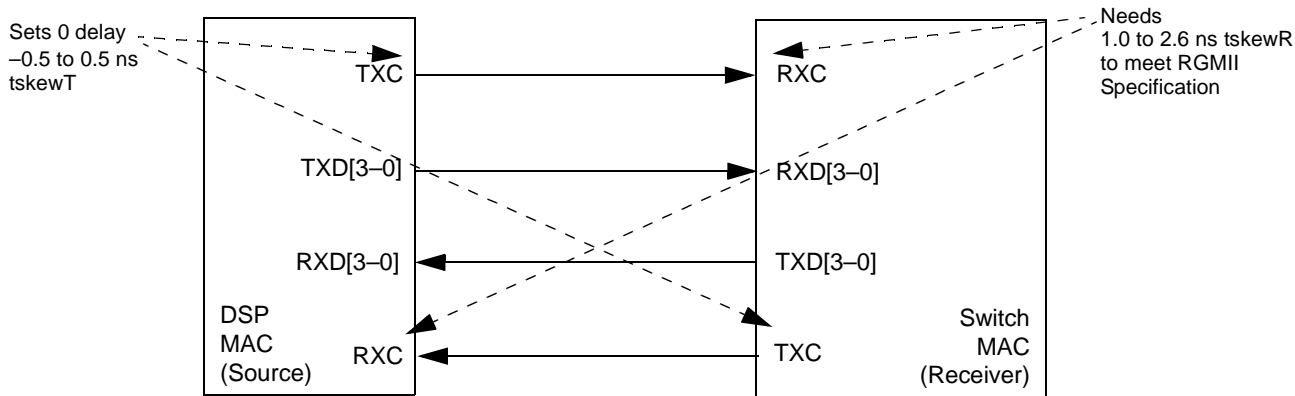 Sets 0 delay
–0.5 to 0.5 ns
tskewT
Needs
1.0 to 2.6 ns tskewR
to meet RGMII
Specification
TXC
RXC
TXD[3–0]
RXD[3–0]
RXD[3–0]
TXD[3–0]
DSP
MAC
(Source)
RXC
TXC
Switch
MAC
(Receiver)